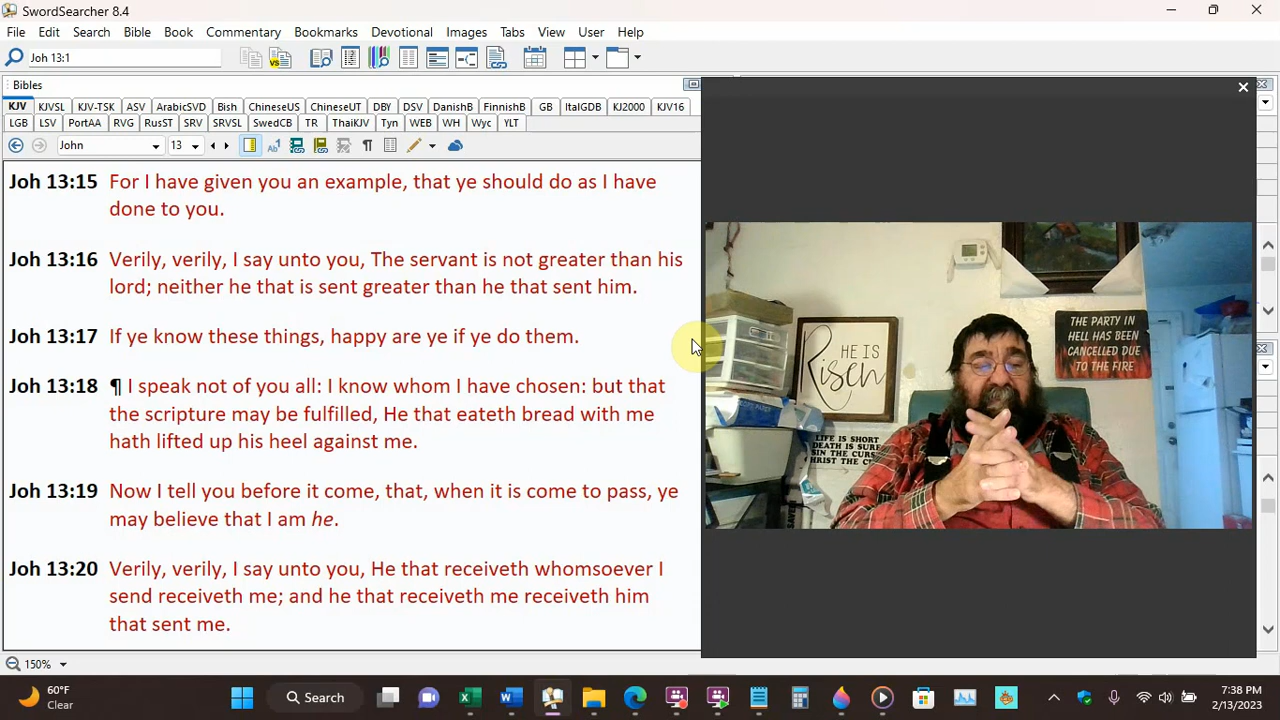 SwordSearcher 8.4
File Edit Search Bible Book Commentary Bookmarks Devotional Images Tabs View User Help
Joh 13:1
Bibles
KJV KJVSL KJV-TSK ASV ArabicSVD Bish ChineseUS ChineseUT DBY DSV DanishB FinnishB GB ItalGDB KJ2000 KJV16
LGB LSV PortAA RVG RusST SRV SRVSL SwedCB TR ThaiKJV Tyn WEB WH Wyc YLT
John 13
Joh 13:15 For I have given you an example, that ye should do as I have
done to you.
Joh 13:16 Verily, verily, I say unto you, The servant is not greater than his
lord; neither he that is sent greater than he that sent him.
Joh 13:17 If ye know these things, happy are ye if ye do them.
Joh 13:18 ¶ I speak not of you all: I know whom I have chosen: but that
the scripture may be fulfilled, He that eateth bread with me
hath lifted up his heel against me.
Joh 13:19 Now I tell you before it come, that, when it is come to pass, ye
may believe that I am he.
Joh 13:20 Verily, verily, I say unto you, He that receiveth whomsoever I
send receiveth me; and he that receiveth me receiveth him
that sent me.
HE IS
Risen
THE PARTY IN
HELL HAS BEEN
CANCELLED DUE
TO THE FIRE
LIFE IS SHORT
DEATH IS SURE
SIN THE CURS
CHRIST THE C
150%
60°F
Clear
Search
7:38 PM
2/13/2023